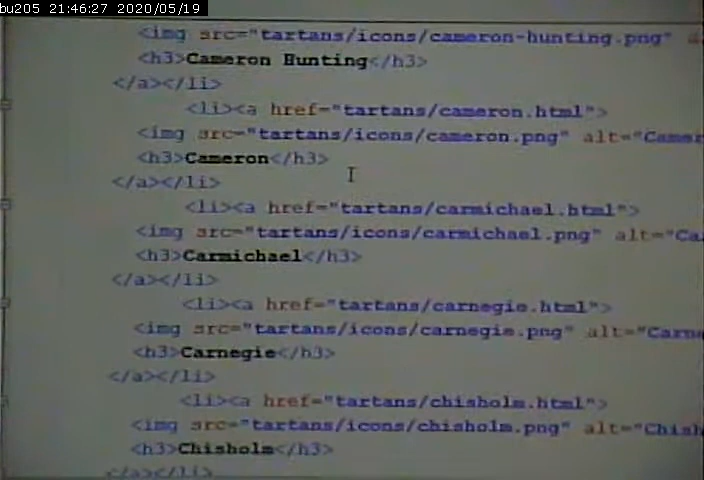 bu205 21:46:27 2020/05/19
<img src="tartans/icons/cameron-hunting.png" a
<h3>Cameron Hunting</h3>
</a></li>
<li><a href="tartans/cameron.html">
<img src="tartans/icons/cameron.png" alt="Camer
<h3>Cameron</h3>
</a></li>
<li><a href="tartans/carmichael.html">
<img src="tartans/icons/carmichael.png" alt="Ca
<h3>Carmichael</h3>
</a></li>
<li><a href="tartans/carnegie.html">
<img src="tartans/icons/carnegie.png" alt="Carne
<h3>Carnegie</h3>
</a></li>
<li><a href="tartans/chisholm.html">
<img src="tartans/icons/chisholm.png" alt="Chish
<h3>Chisholm</h3>
</a></li>